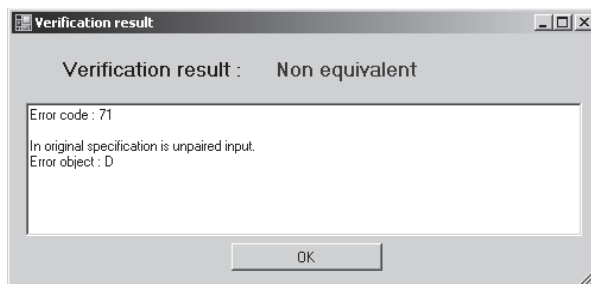 Verification result
Verification result : Non equivalent
Error code : 71
In original specification is unpaired input.
Error object : D
OK